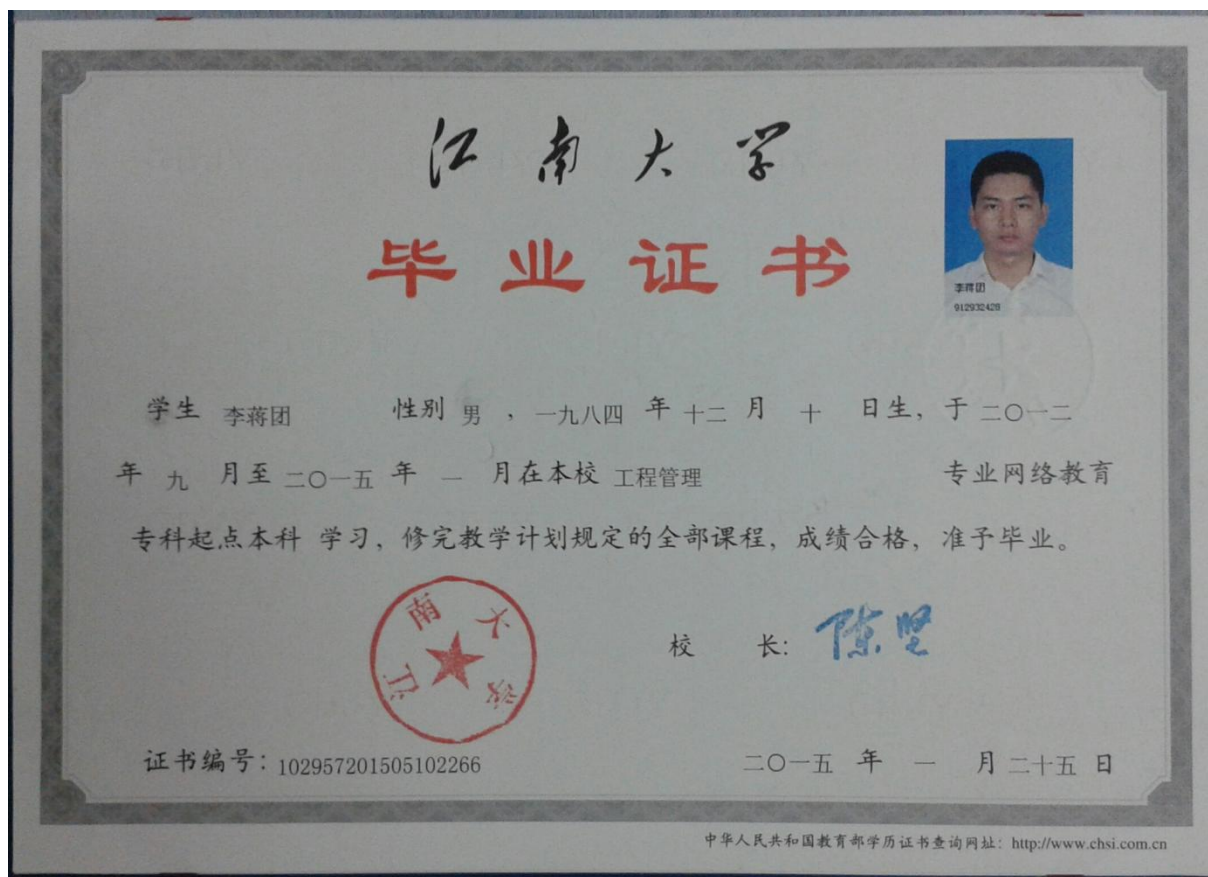 江南大学
毕业证书
李蒋团
912932428
学生 李蒋团 性别 男 ，一九八四 年 十二 月 十 日生，于 二〇一二
年 九 月至 二〇一五 年 一 月在本校 工程管理 专业网络教育
专科起点本科 学习，修完教学计划规定的全部课程，成绩合格，准予毕业。
江南大学
校 长：陈坚
证书编号：102957201505102266
二〇一五 年 一 月 二十五 日
中华人民共和国教育部学历证书查询网址：http://www.chsi.com.cn